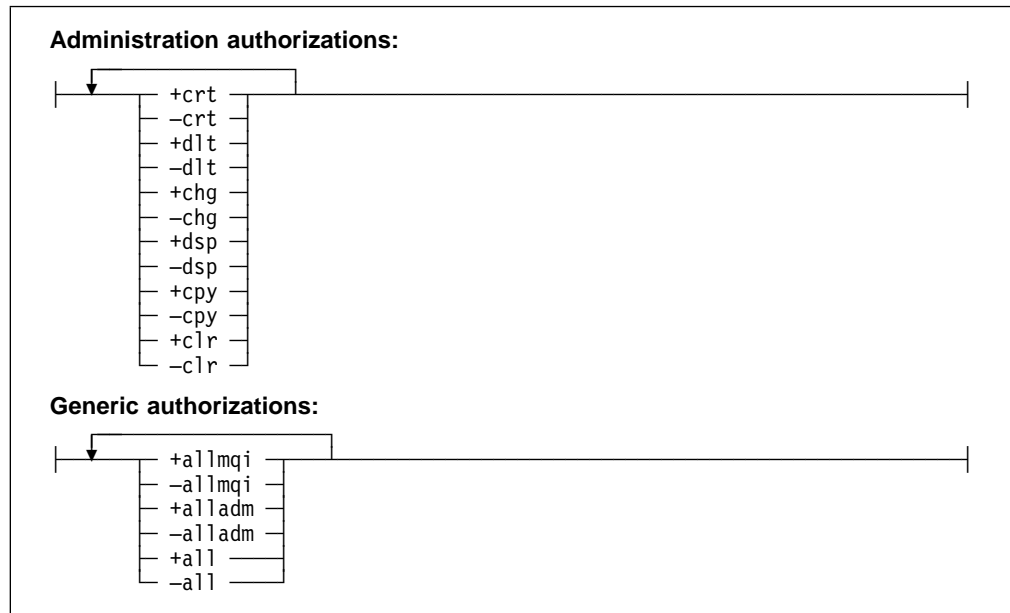 Administration authorizations:
+crt
−crt
+dlt
−dlt
+chg
−chg
+dsp
−dsp
+cpy
−cpy
+clr
−clr
Generic authorizations:
+allmqi
−allmqi
+alladm
−alladm
+all
−all